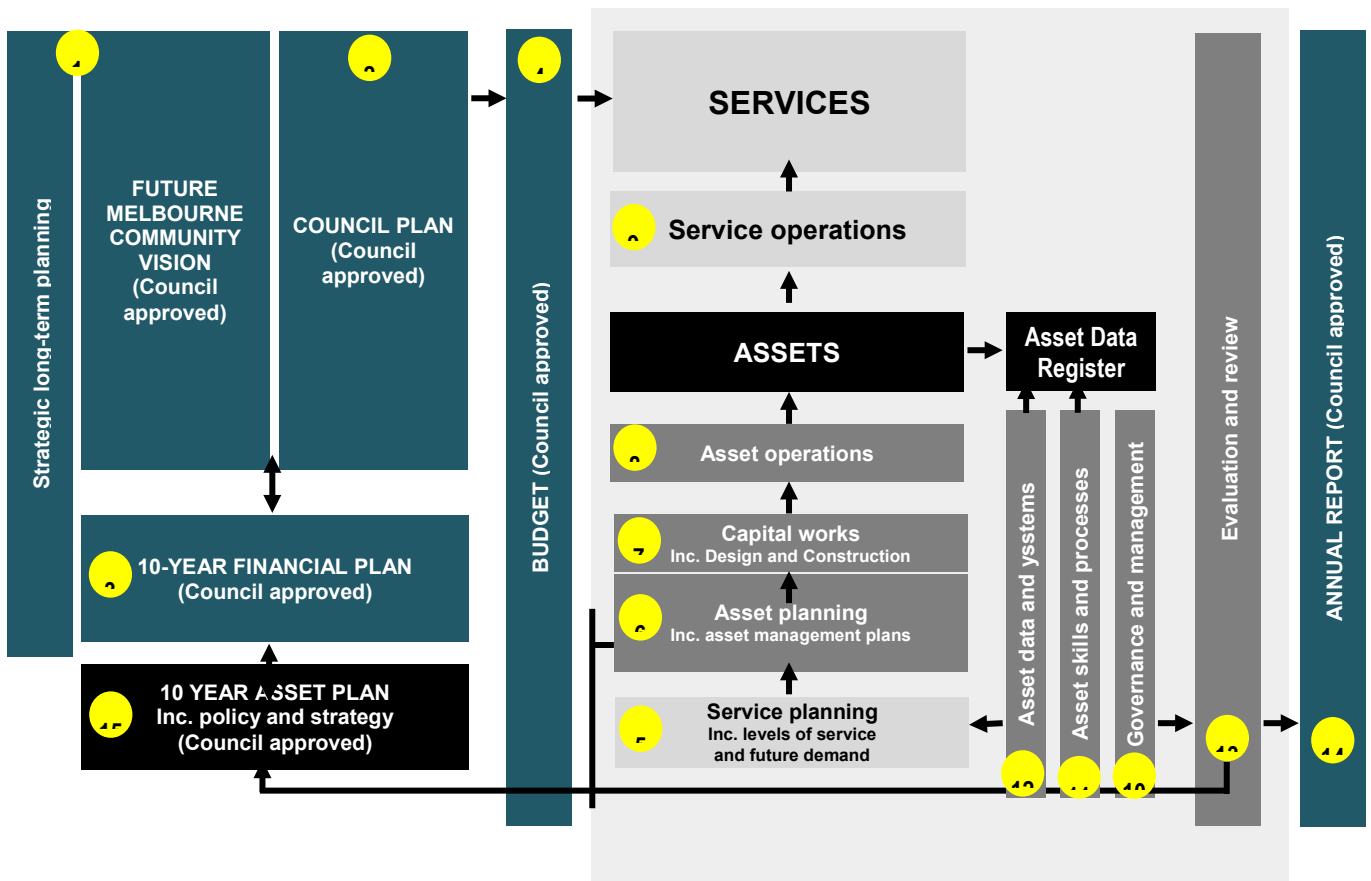 Strategic long-term planning
FUTURE
MELBOURNE
COMMUNITY
VISION
(Council
approved)
COUNCIL PLAN
(Council
approved)
10-YEAR FINANCIAL PLAN
(Council approved)
10 YEAR ASSET PLAN
Inc. policy and strategy
(Council approved)
BUDGET (Council approved)
SERVICES
Service operations
ASSETS
Asset Data
Register
Asset operations
Capital works
Inc. Design and Construction
Asset planning
Inc. asset management plans
Service planning
Inc. levels of service
and future demand
Asset data and ysstems
Asset skills and processes
Governance and management
Evaluation and review
ANNUAL REPORT (Council approved)